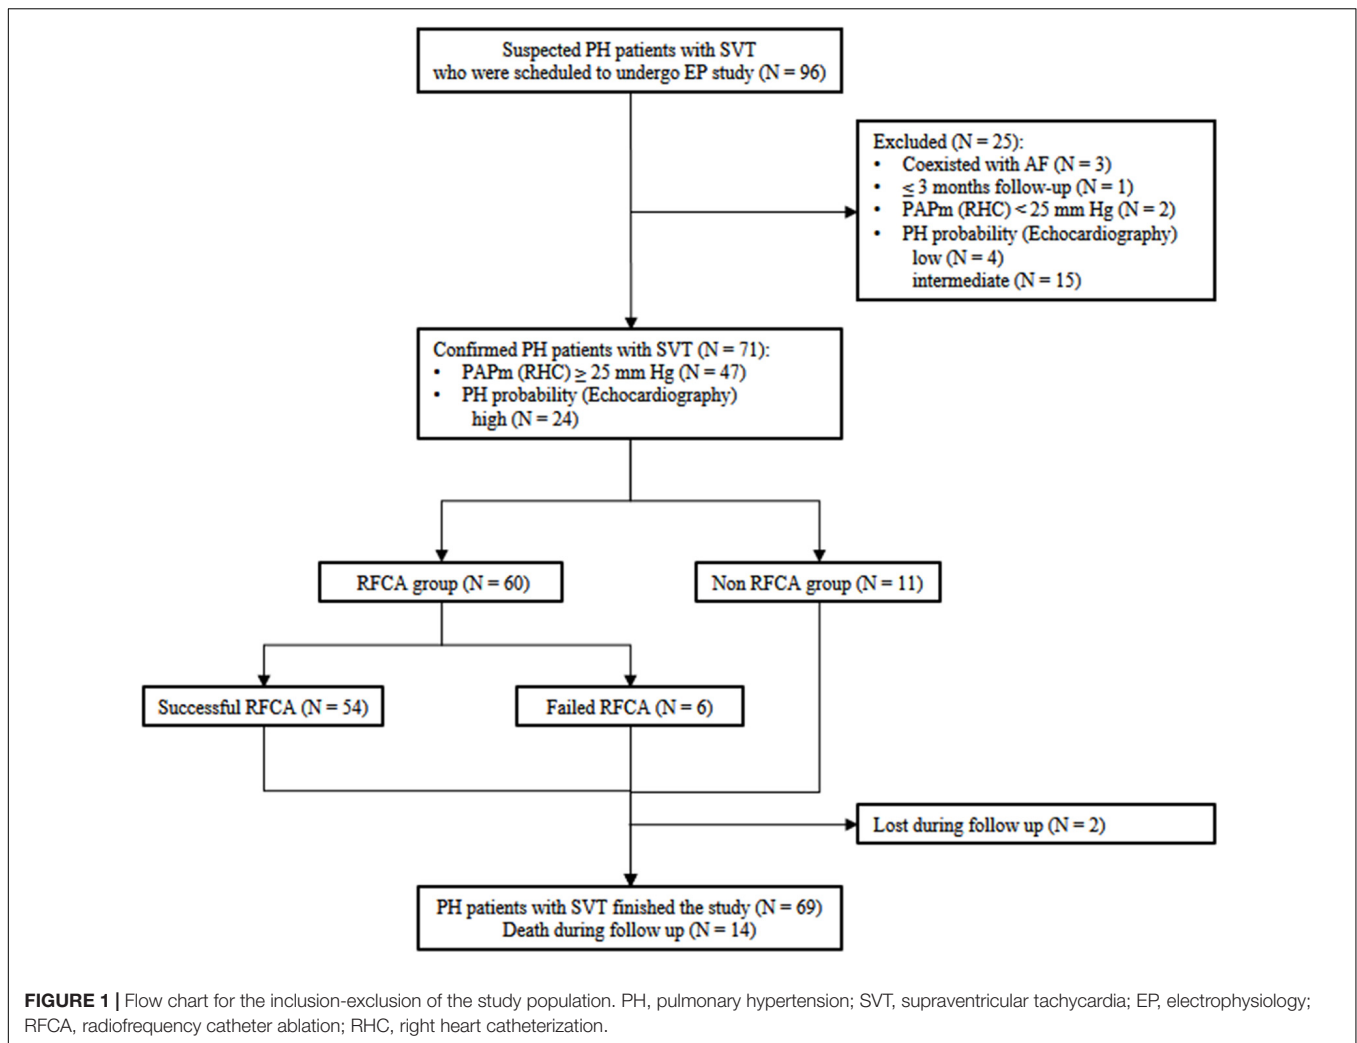 Suspected PH patients with SVT
who were scheduled to undergo EP study (N = 96)
Excluded (N = 25):
• Coexisted with AF (N = 3)
• ≤ 3 months follow-up (N = 1)
• PAPm (RHC) < 25 mm Hg (N = 2)
• PH probability (Echocardiography)
low (N = 4)
intermediate (N = 15)
Confirmed PH patients with SVT (N = 71):
• PAPm (RHC) ≥ 25 mm Hg (N = 47)
• PH probability (Echocardiography)
high (N = 24)
RFCA group (N = 60)
Non RFCA group (N = 11)
Successful RFCA (N = 54)
Failed RFCA (N = 6)
Lost during follow up (N = 2)
PH patients with SVT finished the study (N = 69)
Death during follow up (N = 14)
FIGURE 1 | Flow chart for the inclusion-exclusion of the study population. PH, pulmonary hypertension; SVT, supraventricular tachycardia; EP, electrophysiology;
RFCA, radiofrequency catheter ablation; RHC, right heart catheterization.